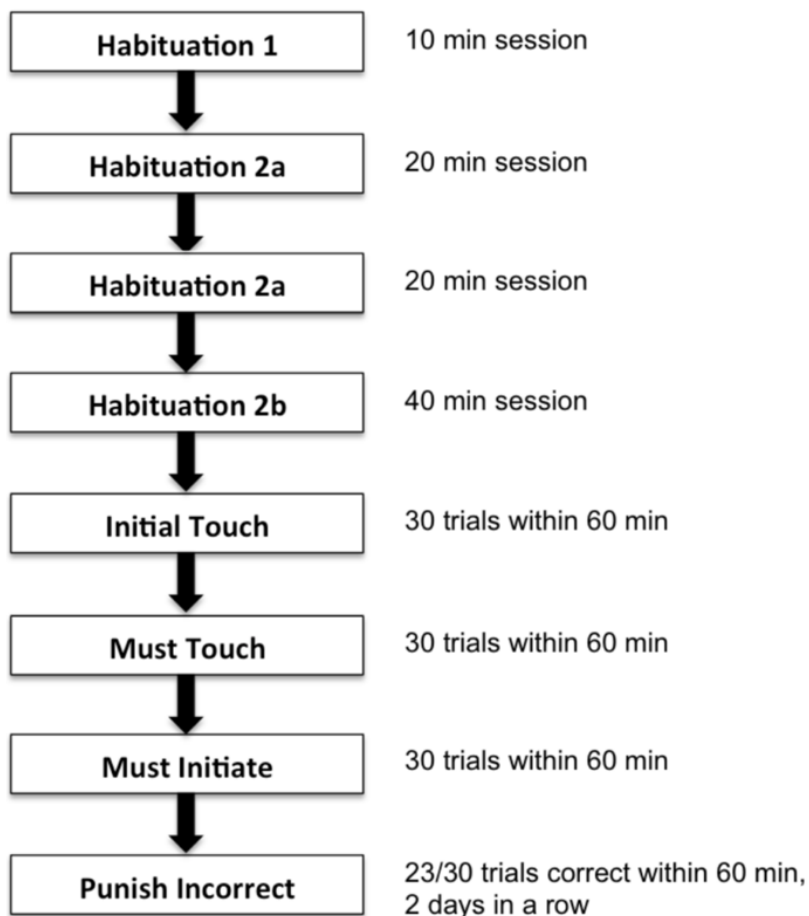 Habituation 1
10 min session
Habituation 2a
20 min session
Habituation 2a
20 min session
Habituation 2b
40 min session
Initial Touch
30 trials within 60 min
Must Touch
30 trials within 60 min
Must Initiate
30 trials within 60 min
Punish Incorrect
23/30 trials correct within 60 min,
2 days in a row